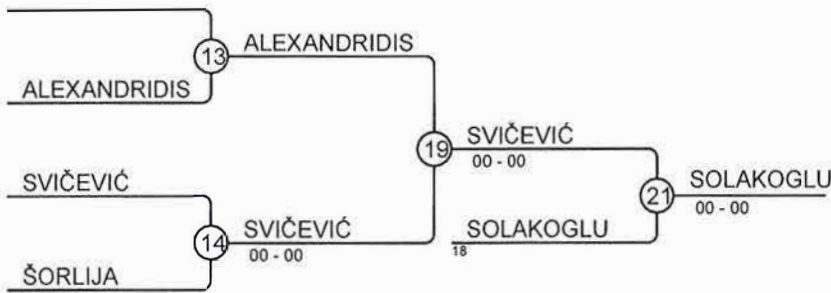 13
ALEXANDRIDIS
ALEXANDRIDIS
19
SVIČEVIĆ
00 - 00
SVIČEVIĆ
21
SOLAKOGLU
00 - 00
14
SVIČEVIĆ
00 - 00
SOLAKOGLU
18
ŠORLIJA